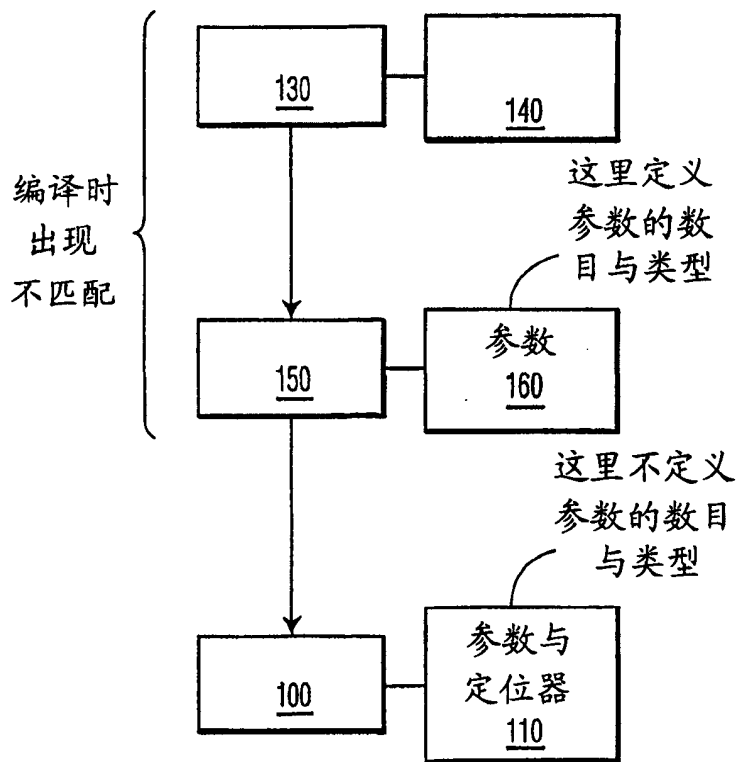 130
140
编译时
出现
不匹配
这里定义
参数的数
目与类型
150
参数
160
这里不定义
参数的数目
与类型
100
参数与
定位器
110